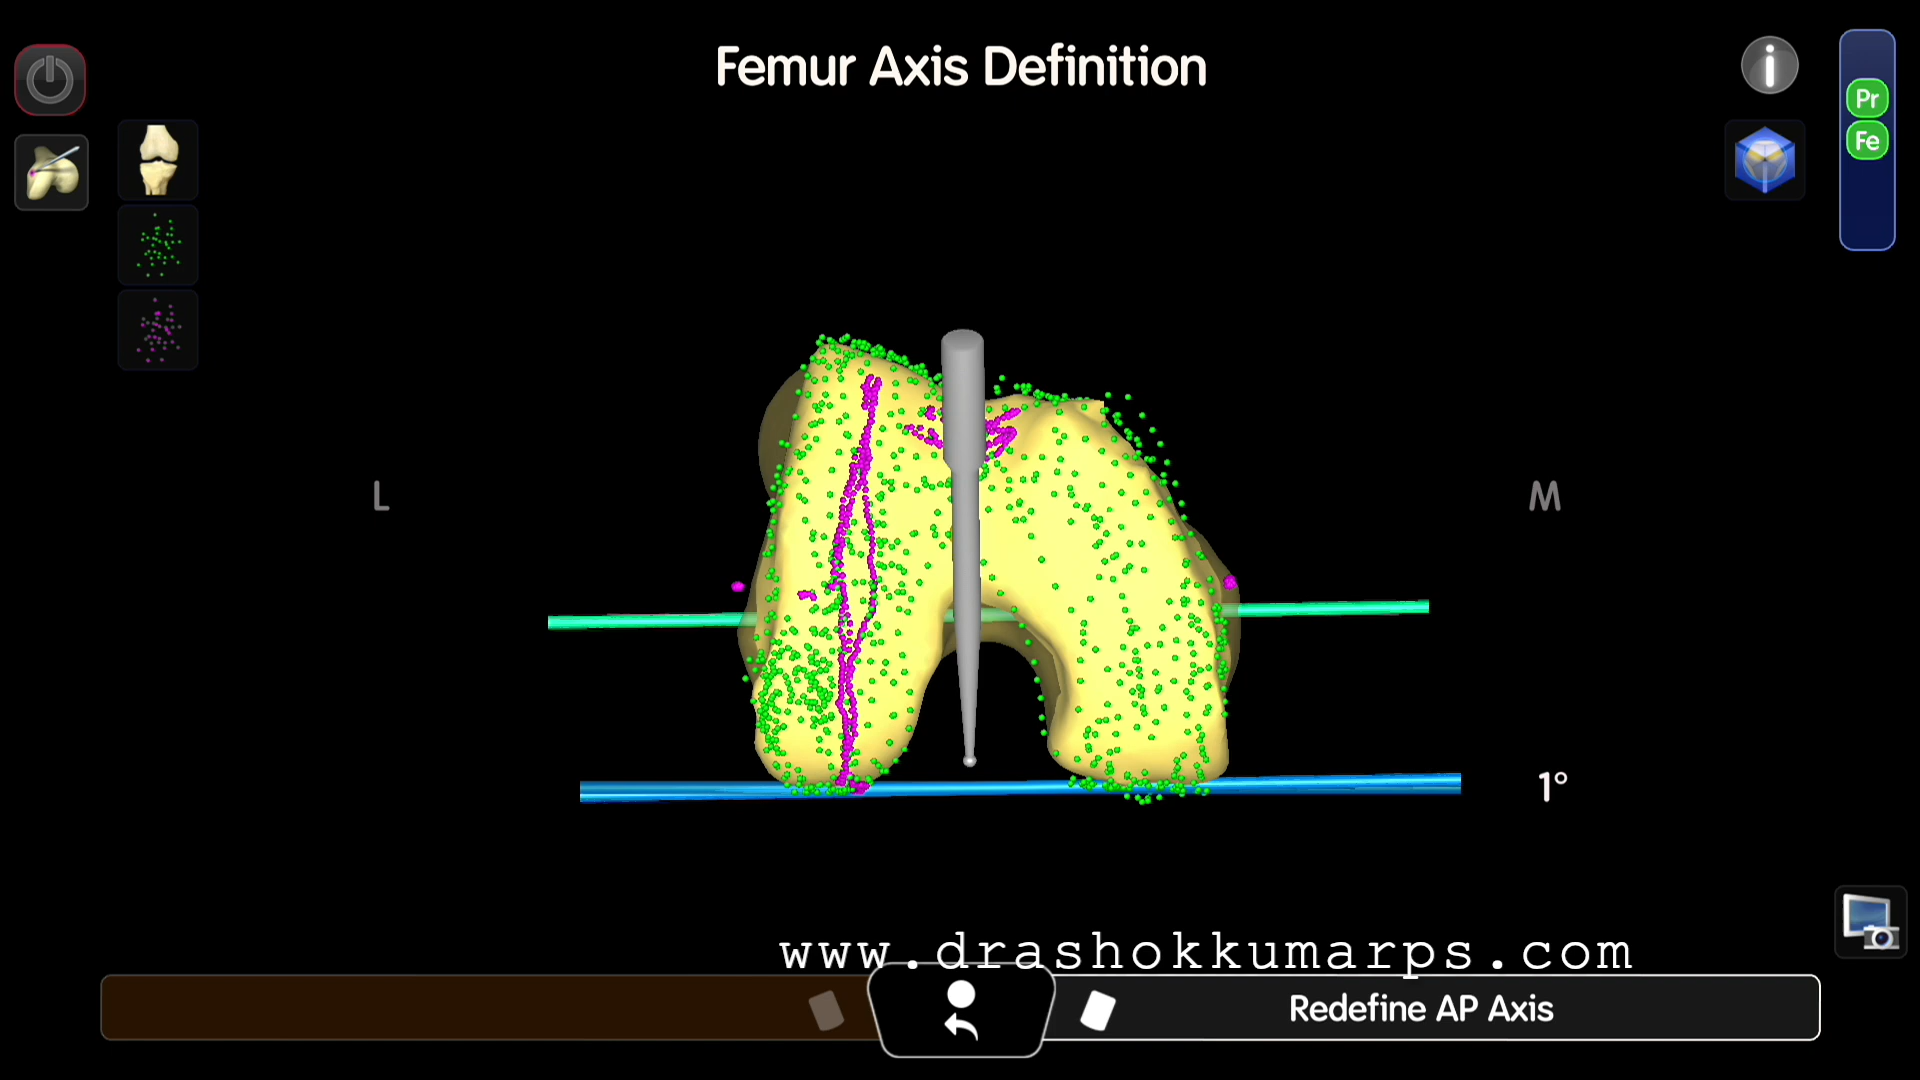 Femur Axis Definition
Pr
Fe
L
M
1°
www.drashokkumarps.com
Redefine AP Axis